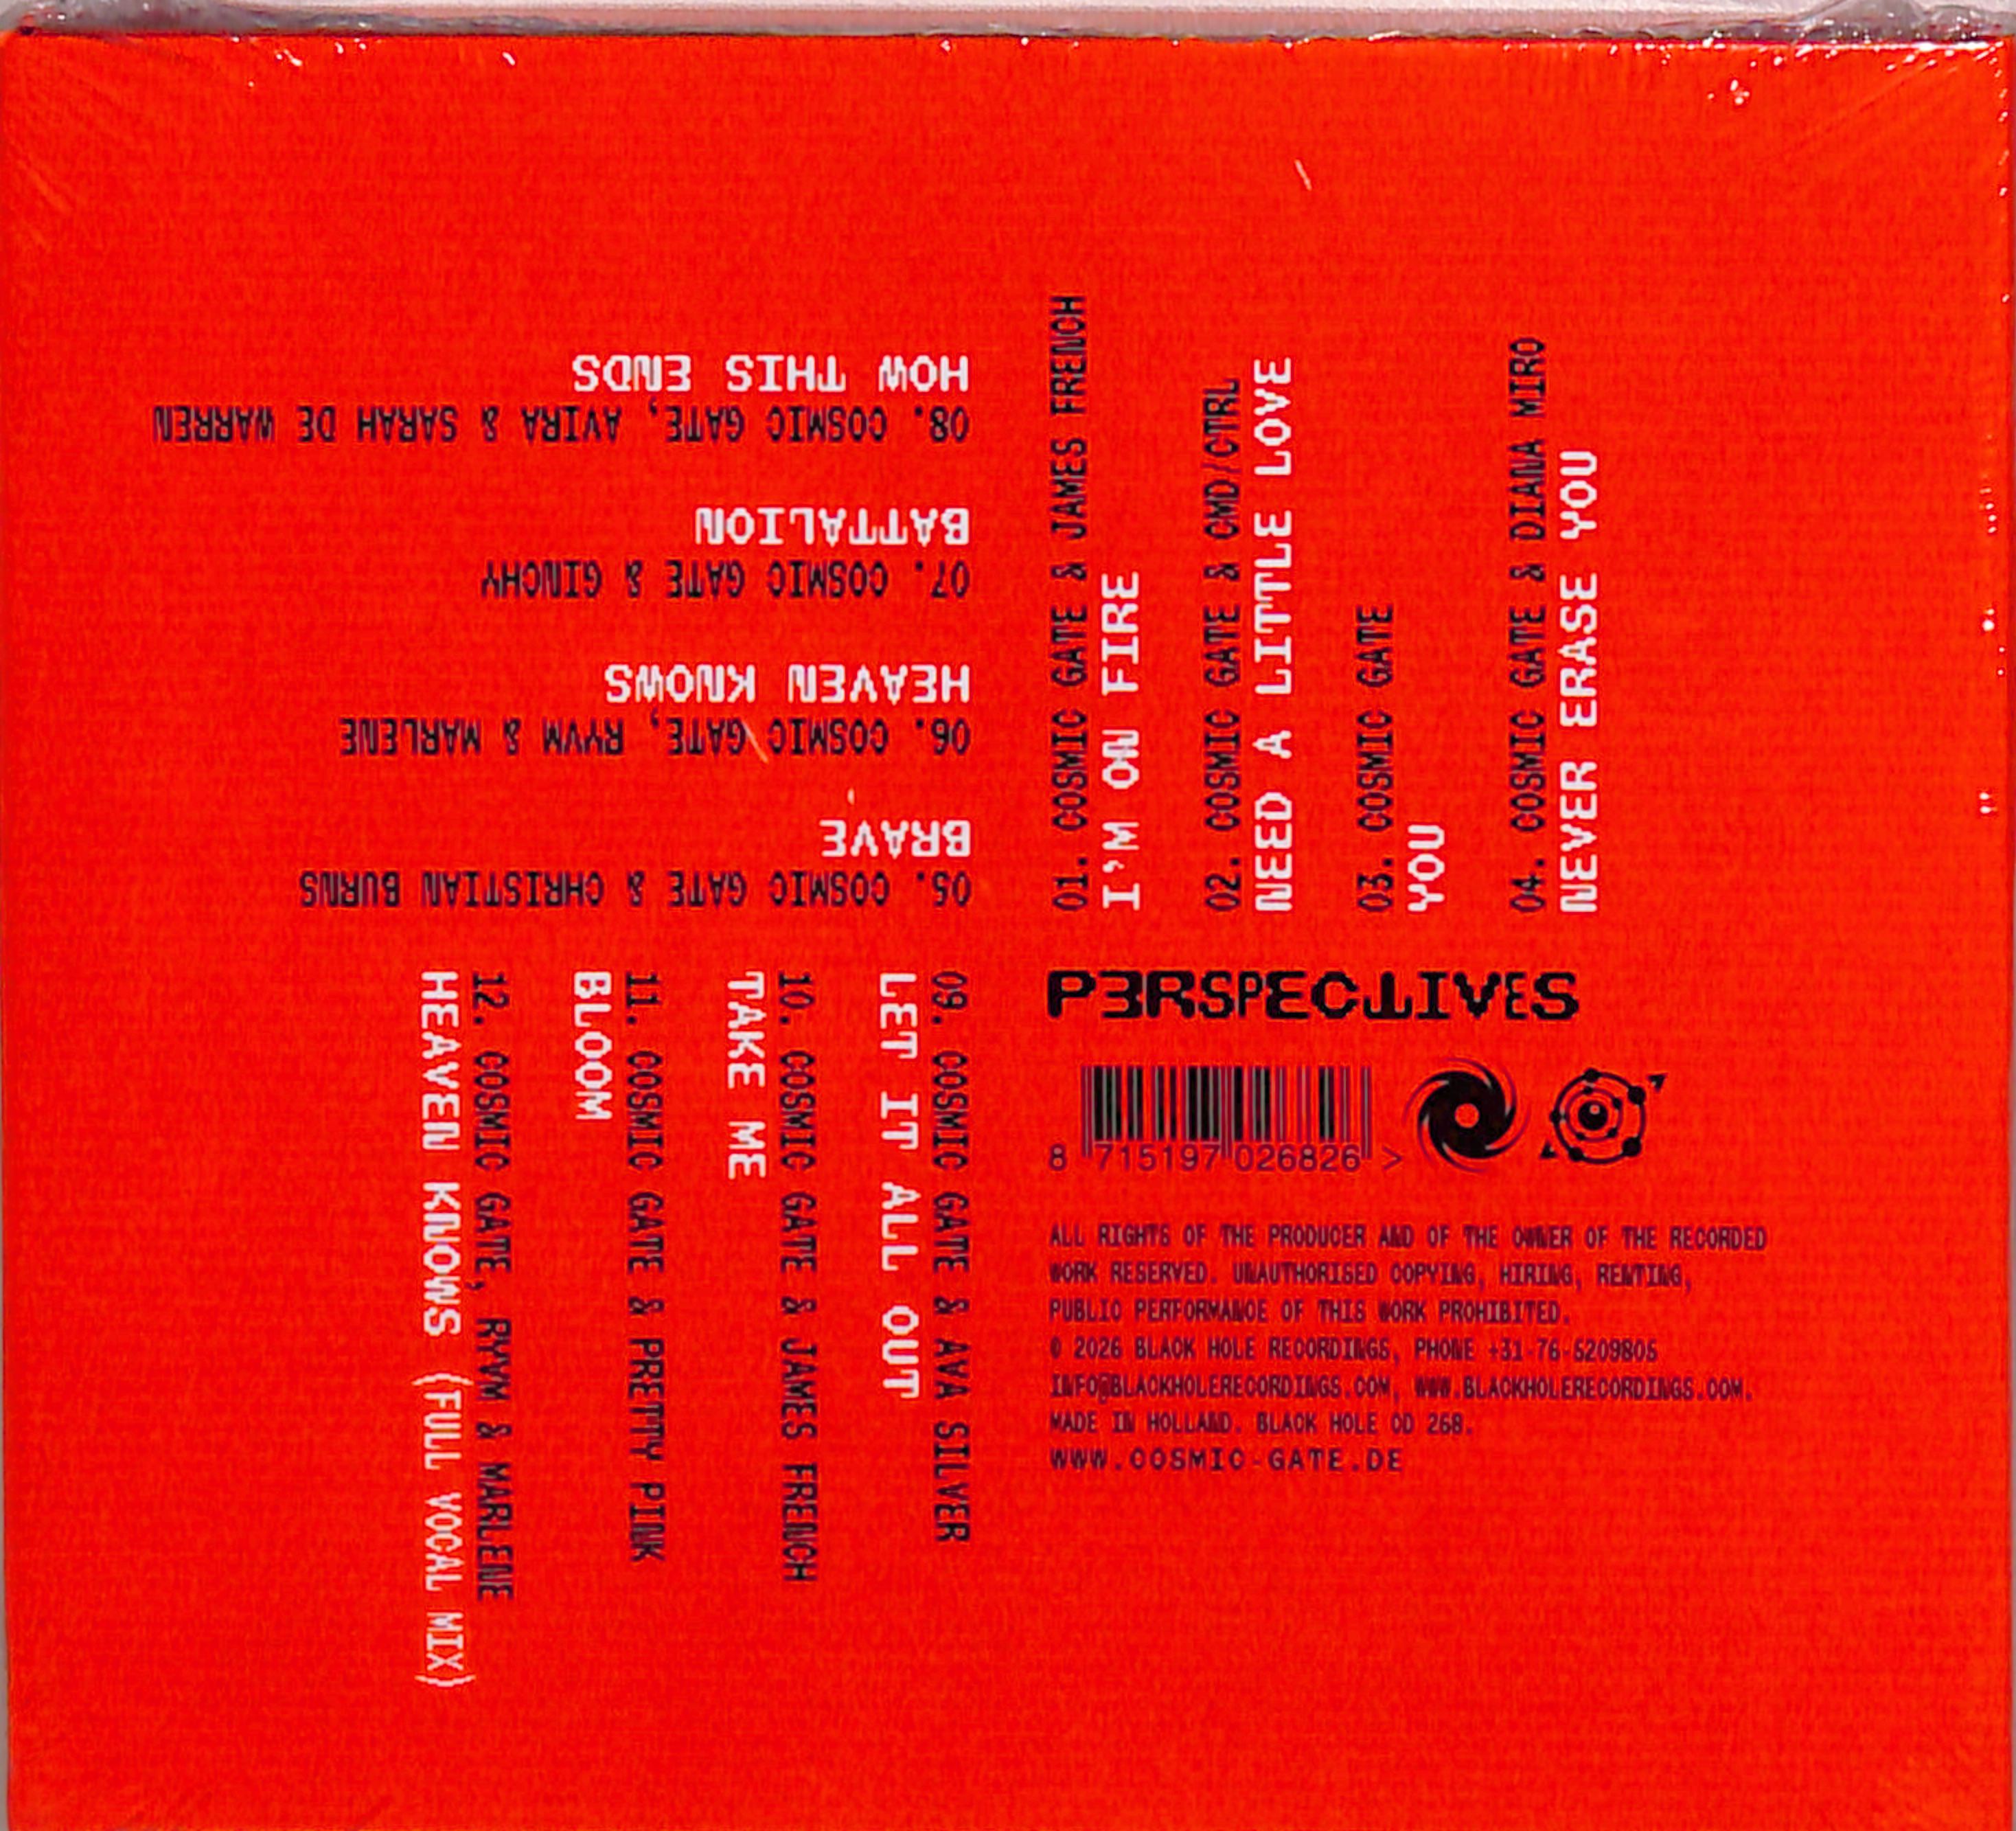 01. COSMIC GATE & JAMES FRENCH
I'M ON FIRE
02. COSMIC GATE & CMD/CTRL
NEED A LITTLE LOVE
03. COSMIC GATE
YOU
04. COSMIC GATE & DIANA MIRO
NEVER ERASE YOU
05. COSMIC GATE & CHRISTIAN BURNS
BRAVE
06. COSMIC GATE, RYVM & MARLENE
HEAVEN KNOWS
07. COSMIC GATE & GINCHY
BATTALION
08. COSMIC GATE, AVIRA & SARAH DE WARREN
HOW THIS ENDS
09. COSMIC GATE & AVA SILVER
LET IT ALL OUT
10. COSMIC GATE & JAMES FRENCH
TAKE ME
11. COSMIC GATE & PRETTY PINK
BLOOM
12. COSMIC GATE, RYVM & MARLENE
HEAVEN KNOWS (FULL VOCAL MIX)
PERSPECTIVES
8 715197 026826 >
ALL RIGHTS OF THE PRODUCER AND OF THE OWNER OF THE RECORDED
WORK RESERVED. UNAUTHORISED COPYING, HIRING, RENTING,
PUBLIC PERFORMANCE OF THIS WORK PROHIBITED.
© 2026 BLACK HOLE RECORDINGS, PHONE +31-76-5209805
INFO@BLACKHOLERECORDINGS.COM, WWW.BLACKHOLERECORDINGS.COM.
MADE IN HOLLAND. BLACK HOLE CD 268.
WWW.COSMIC-GATE.DE